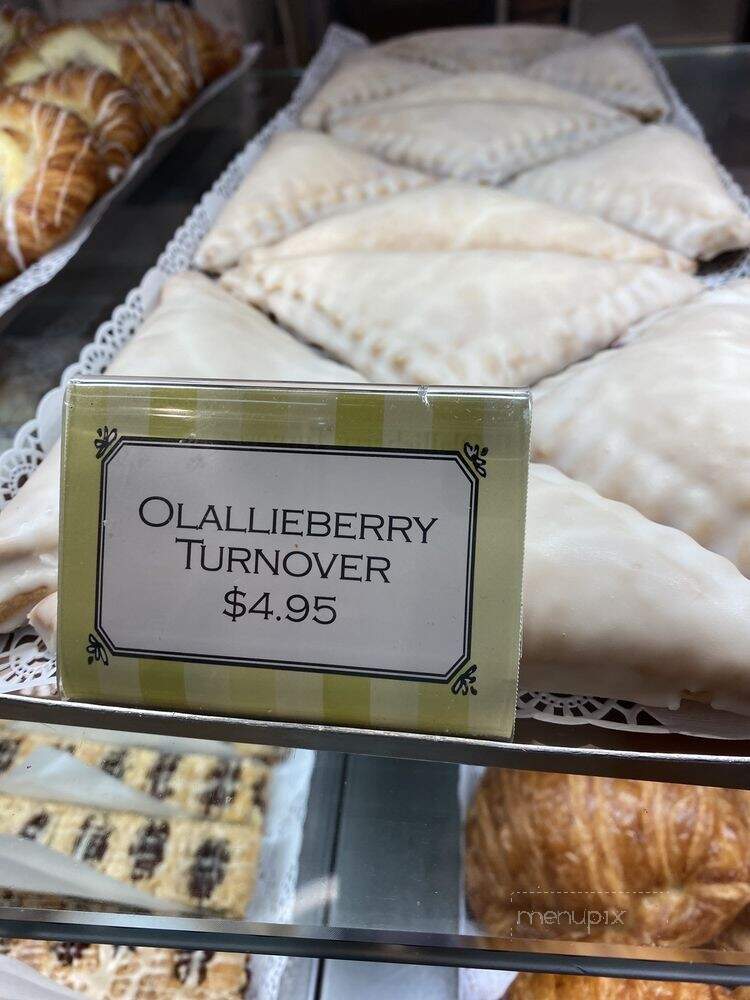 OLALLIEBERRY
TURNOVER
$4.95
menupix